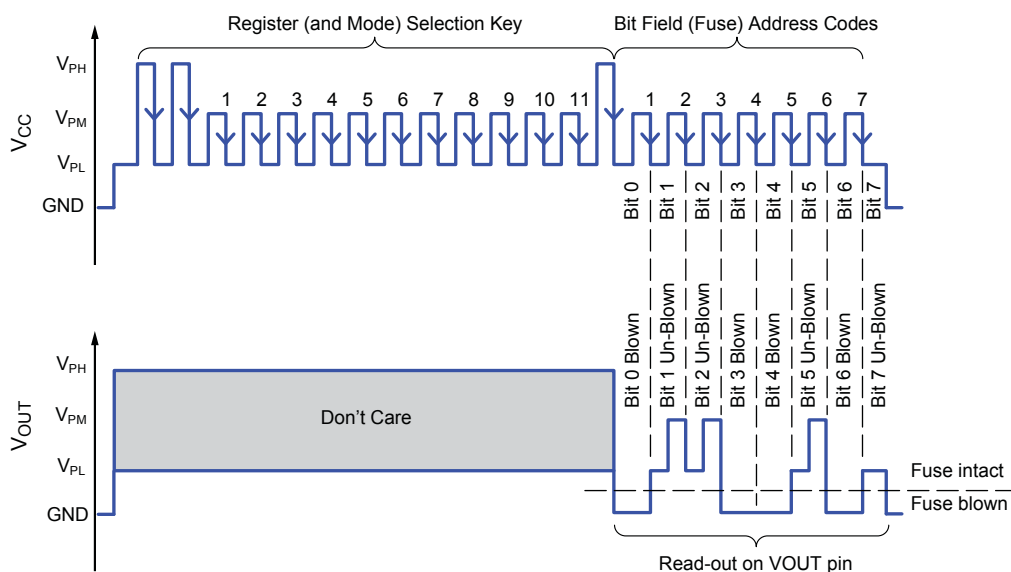 Register (and Mode) Selection Key
Bit Field (Fuse) Address Codes
VPH
VPM
VPL
GND
VCC
1 2 3 4 5 6 7 8 9 10 11
1 2 3 4 5 6 7
Bit 0
Bit 1
Bit 2
Bit 3
Bit 4
Bit 5
Bit 6
Bit 7
Bit 0 Blown
Bit 1 Un-Blown
Bit 2 Un-Blown
Bit 3 Blown
Bit 4 Blown
Bit 5 Un-Blown
Bit 6 Blown
Bit 7 Un-Blown
VPH
VPM
VPL
GND
VOUT
Don't Care
Fuse intact
Fuse blown
Read-out on VOUT pin